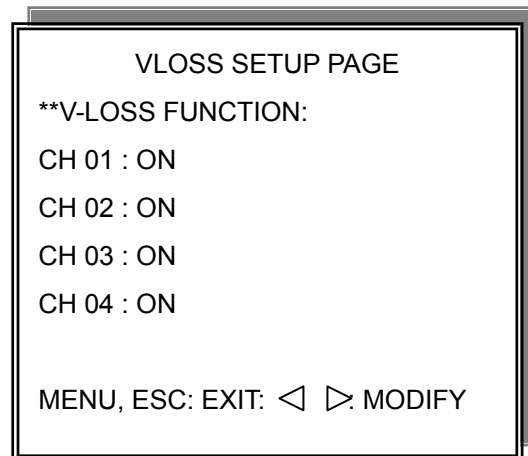 VLOSS SETUP PAGE
**V-LOSS FUNCTION:
CH 01 : ON
CH 02 : ON
CH 03 : ON
CH 04 : ON
MENU, ESC: EXIT: ◁ ▷: MODIFY